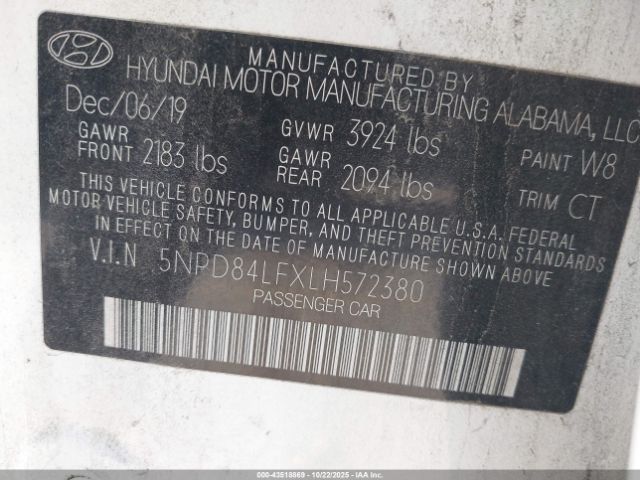 MANUFACTURED BY
HYUNDAI MOTOR MANUFACTURING ALABAMA, LLC
Dec/06/19 GVWR 3924 lbs PAINT W8
GAWR FRONT 2183 lbs GAWR REAR 2094 lbs TRIM CT
THIS VEHICLE CONFORMS TO ALL APPLICABLE U.S.A. FEDERAL
MOTOR VEHICLE SAFETY, BUMPER, AND THEFT PREVENTION STANDARDS
IN EFFECT ON THE DATE OF MANUFACTURE SHOWN ABOVE
V.I.N 5NPD84LFXLH572380
PASSENGER CAR
000-43518869 10/22/2025 - IAAI.com